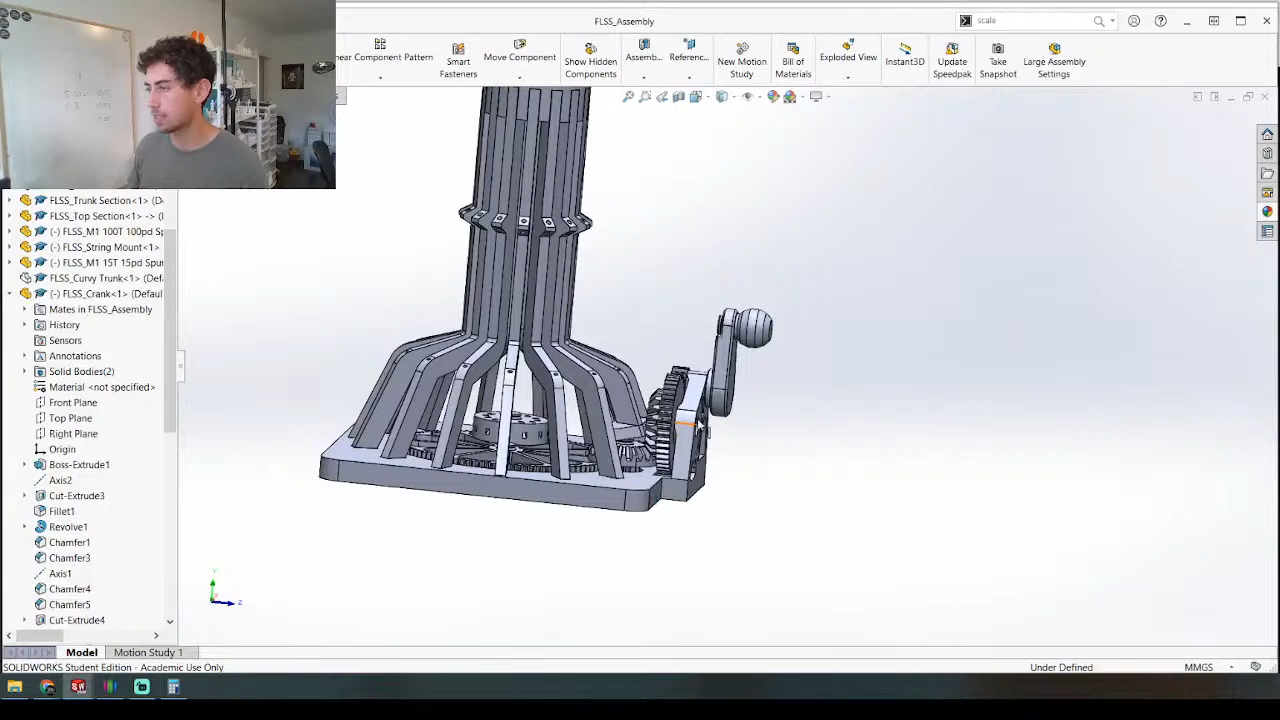 FLSS_Assembly
scale
near Component Pattern
Smart
Fasteners
Move Component
Show Hidden
Components
Assemb...
Referenc...
New Motion
Study
Bill of
Materials
Exploded View
Instant3D
Update
Speedpak
Take
Snapshot
Large Assembly
Settings
FLSS_Trunk Section<1> (D
FLSS_Top Section<1> -> (
(-) FLSS_M1 100T 100pd Sp
(-) FLSS_String Mount<1>
(-) FLSS_M1 15T 15pd Spur
FLSS_Curvy Trunk<1> (Defa
(-) FLSS_Crank<1> (Default
Mates in FLSS_Assembly
History
Sensors
Annotations
Solid Bodies(2)
Material <not specified>
Front Plane
Top Plane
Right Plane
Origin
Boss-Extrude1
Axis2
Cut-Extrude3
Fillet1
Revolve1
Chamfer1
Chamfer3
Axis1
Chamfer4
Chamfer5
Cut-Extrude4
Y
Z
Model
Motion Study 1
SOLIDWORKS Student Edition - Academic Use Only
Under Defined
MMGS